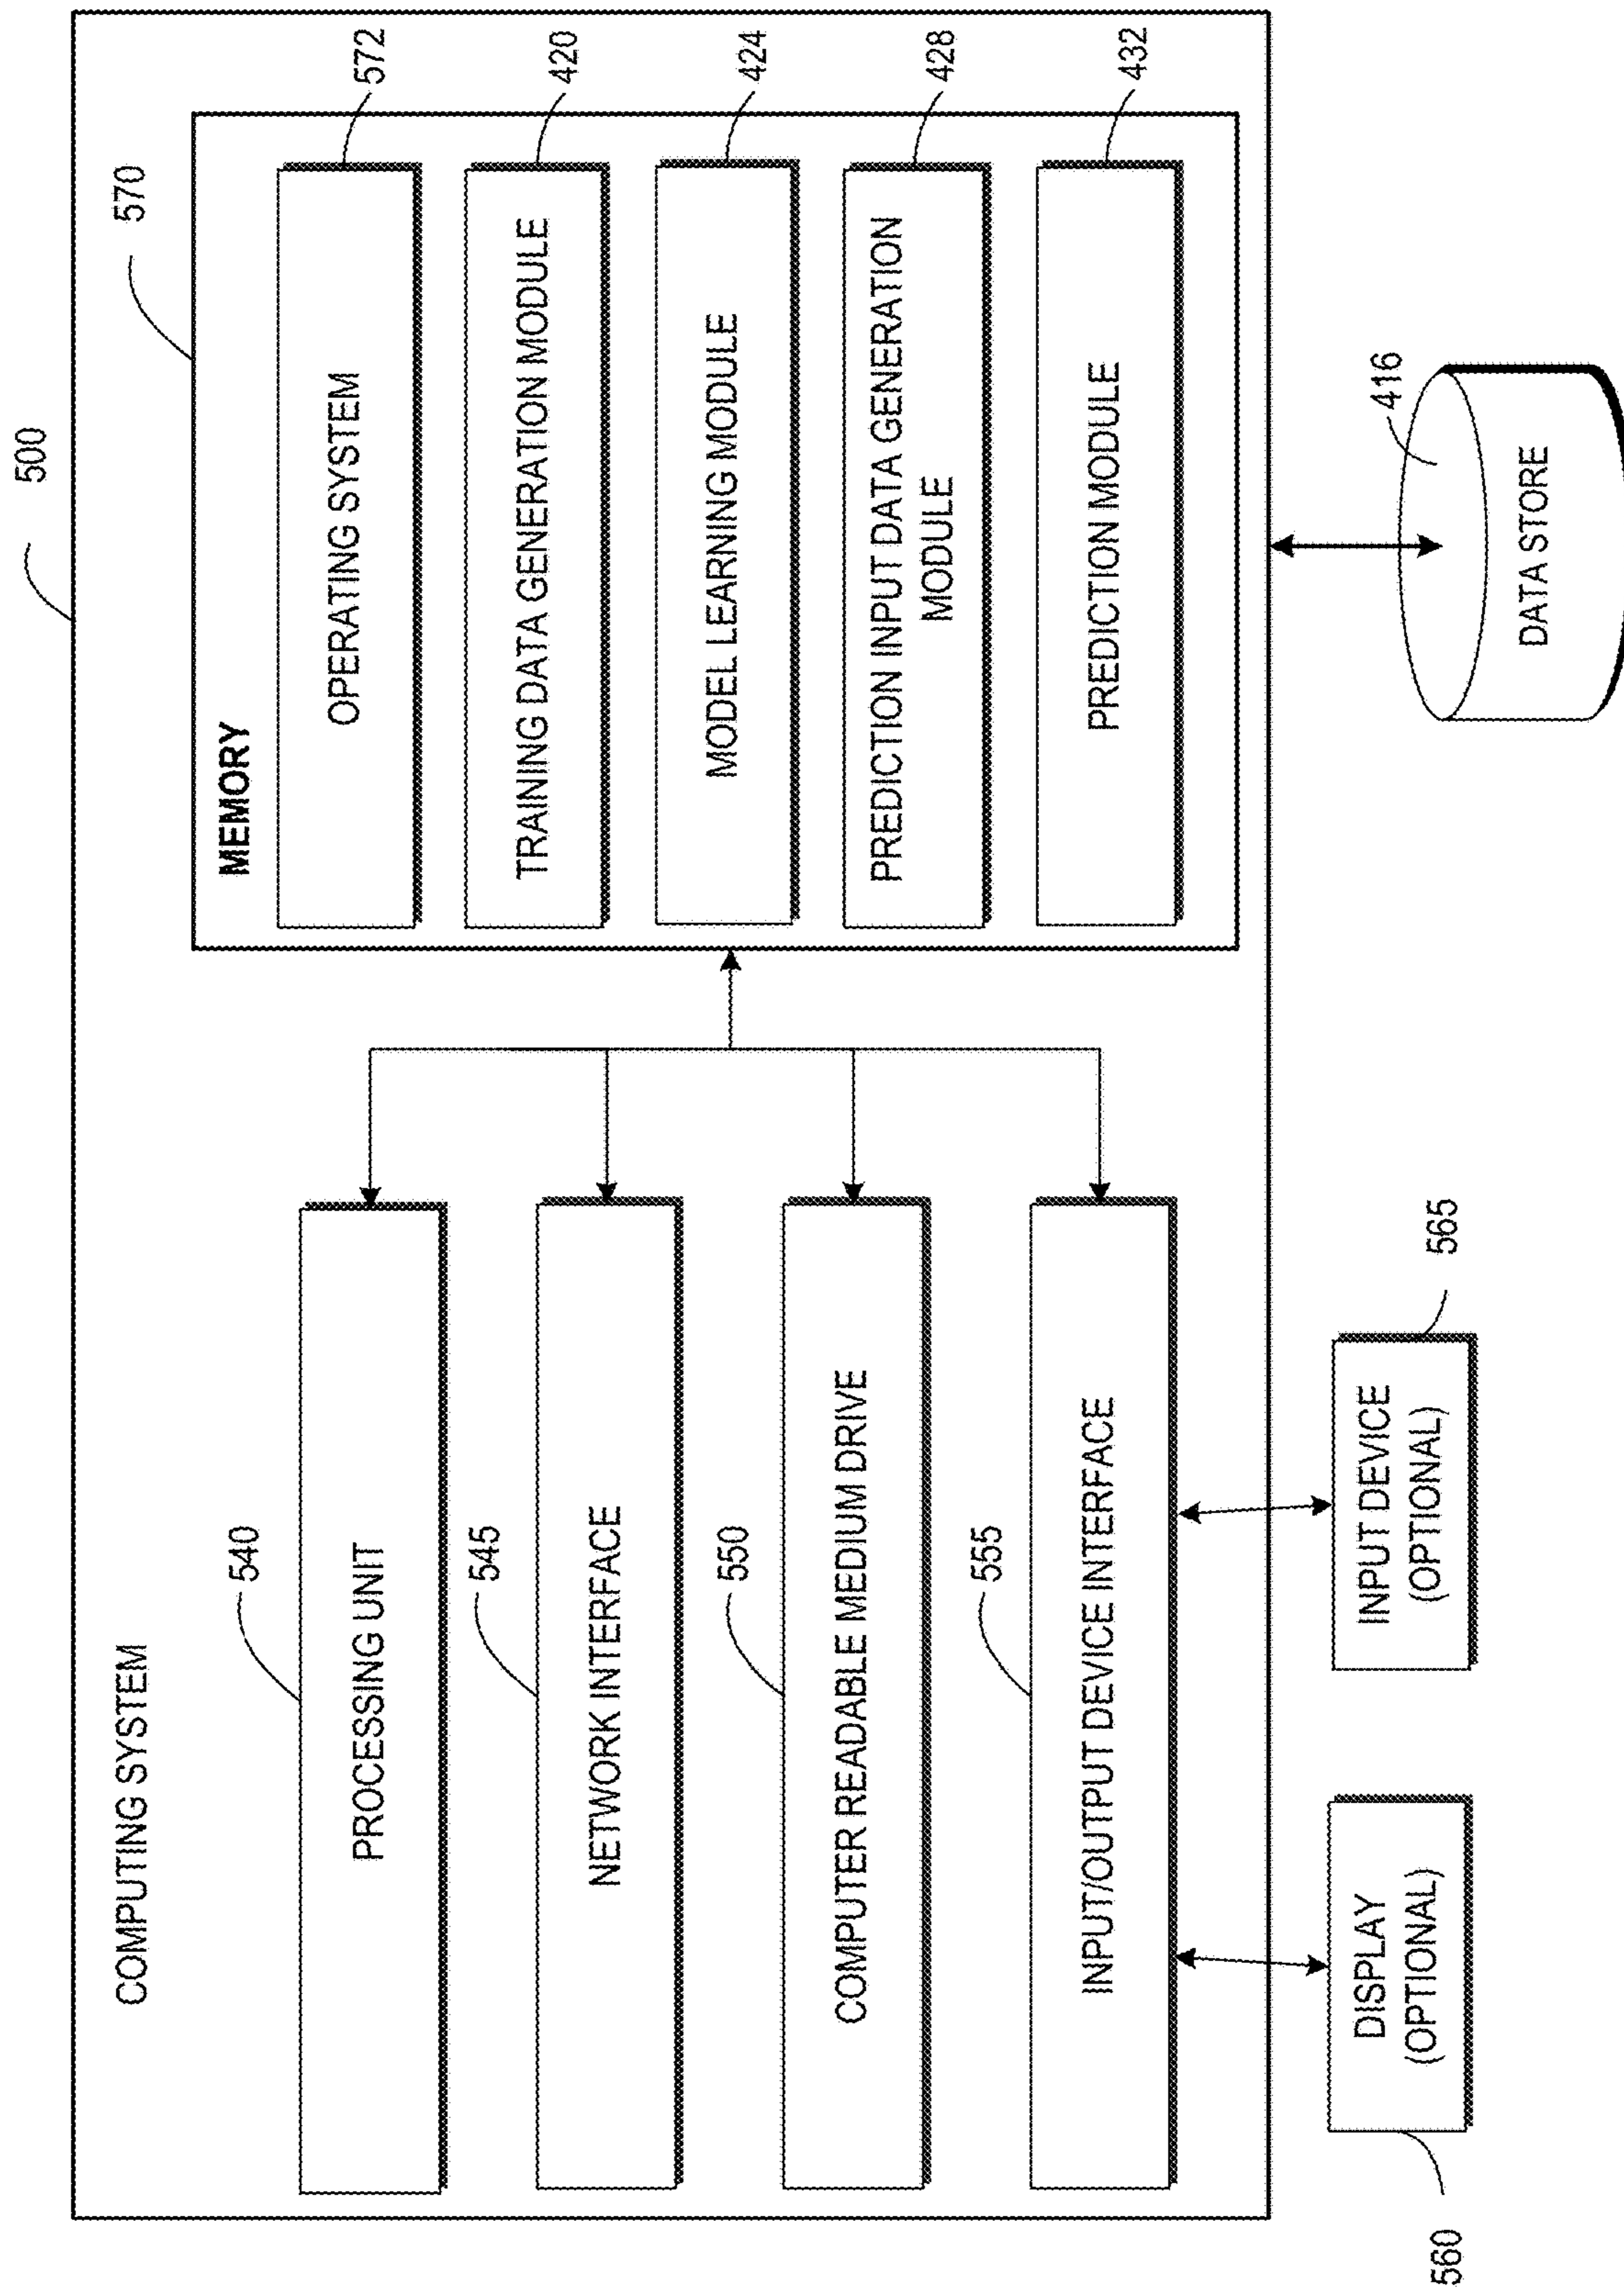 500
COMPUTING SYSTEM
540
PROCESSING UNIT
545
NETWORK INTERFACE
550
COMPUTER READABLE MEDIUM DRIVE
555
INPUT/OUTPUT DEVICE INTERFACE
570
MEMORY
OPERATING SYSTEM
572
TRAINING DATA GENERATION MODULE
420
MODEL LEARNING MODULE
424
PREDICTION INPUT DATA GENERATION
MODULE
428
PREDICTION MODULE
432
560
DISPLAY
(OPTIONAL)
INPUT DEVICE
(OPTIONAL)
565
416
DATA STORE